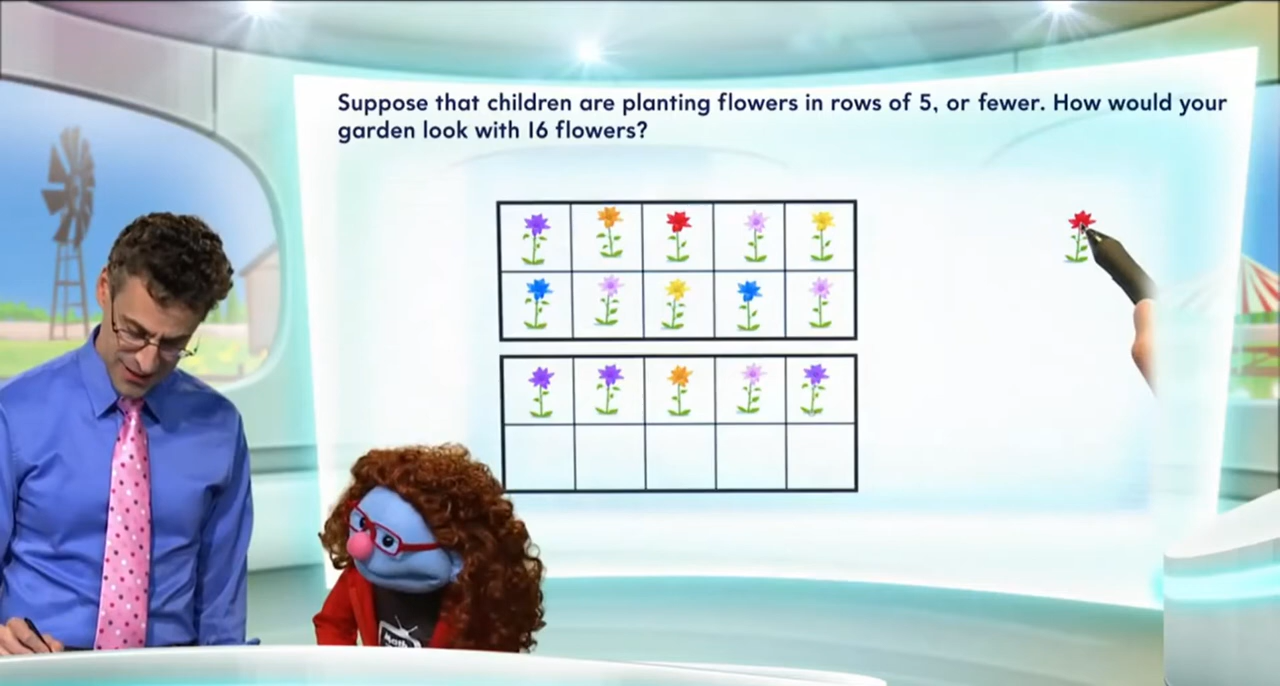 Suppose that children are planting flowers in rows of 5, or fewer. How would your
garden look with 16 flowers?
Math